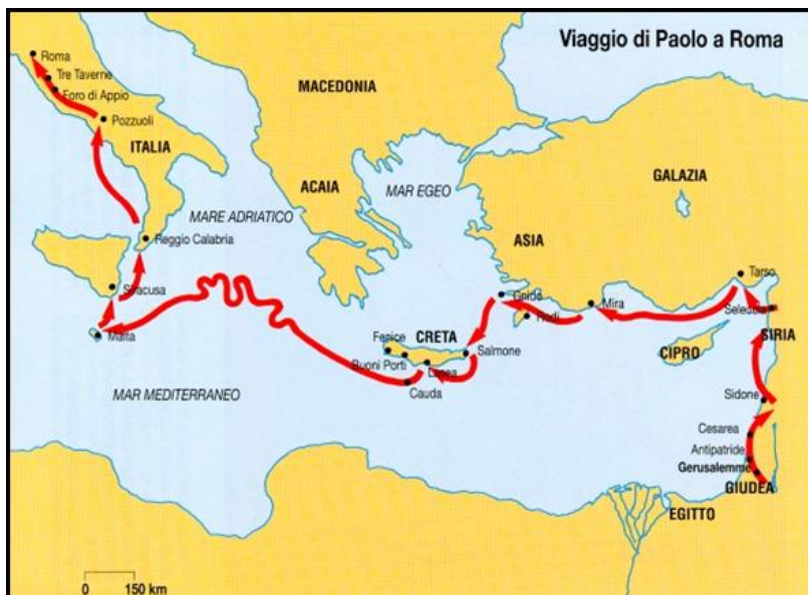 Viaggio di Paolo a Roma
Roma
Tre Taverne
Foro di Appio
Pozzuoli
ITALIA
MACEDONIA
ACAIA
MAR EGEO
GALAZIA
ASIA
MARE ADRIATICO
Reggio Calabria
Siracusa
Malta
Tarso
Seleucia
SIRIA
Gnido
Rodi
Mira
CIPRO
CRETA
Fenice
Salmone
Buoni Porti
Lasea
Cauda
MAR MEDITERRANEO
Sidone
Cesarea
Antipatride
Gerusalemme
GIUDEA
EGITTO
0 150 km